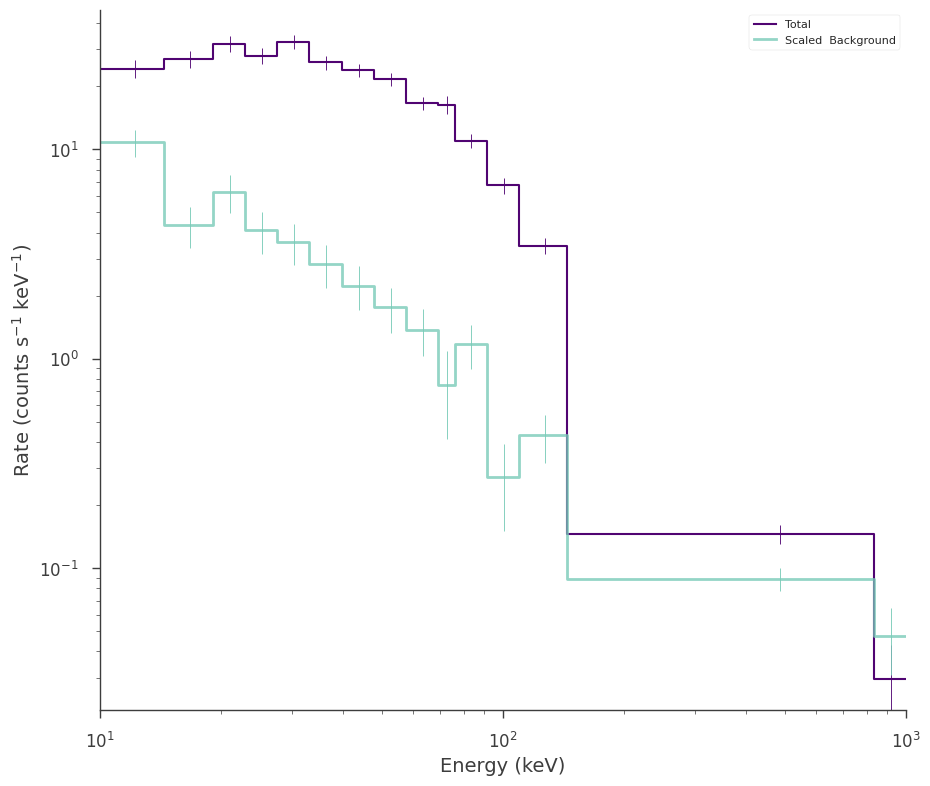 Total
Scaled  Background
Rate (counts s⁻¹ keV⁻¹)
10¹
10⁰
10⁻¹
10¹
10²
10³
Energy (keV)